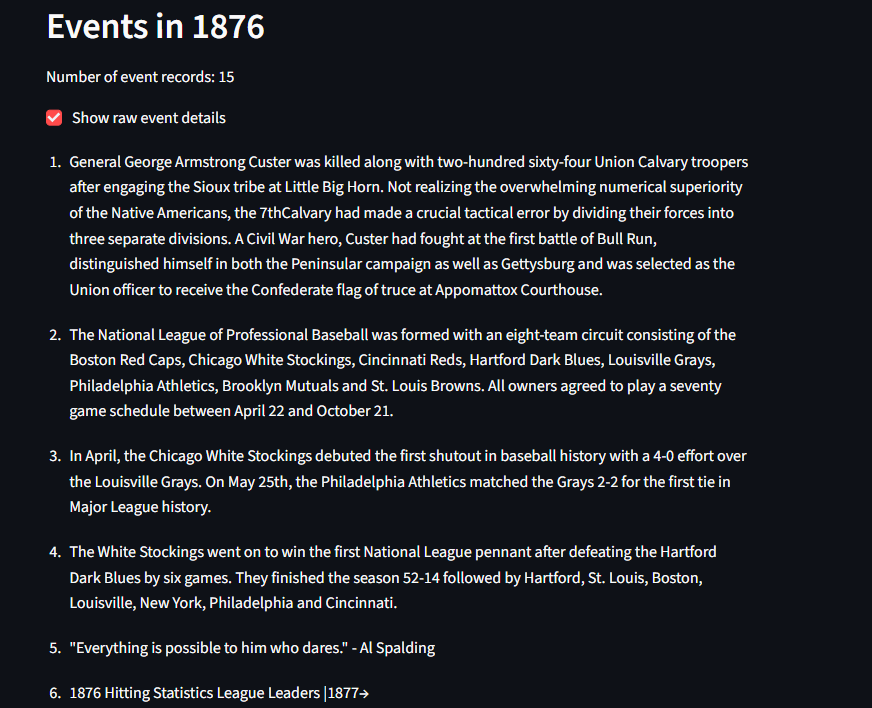 Events in 1876
Number of event records: 15
Show raw event details
1. General George Armstrong Custer was killed along with two-hundred sixty-four Union Calvary troopers
after engaging the Sioux tribe at Little Big Horn. Not realizing the overwhelming numerical superiority
of the Native Americans, the 7thCalvary had made a crucial tactical error by dividing their forces into
three separate divisions. A Civil War hero, Custer had fought at the first battle of Bull Run,
distinguished himself in both the Peninsular campaign as well as Gettysburg and was selected as the
Union officer to receive the Confederate flag of truce at Appomattox Courthouse.
2. The National League of Professional Baseball was formed with an eight-team circuit consisting of the
Boston Red Caps, Chicago White Stockings, Cincinnati Reds, Hartford Dark Blues, Louisville Grays,
Philadelphia Athletics, Brooklyn Mutuals and St. Louis Browns. All owners agreed to play a seventy
game schedule between April 22 and October 21.
3. In April, the Chicago White Stockings debuted the first shutout in baseball history with a 4-0 effort over
the Louisville Grays. On May 25th, the Philadelphia Athletics matched the Grays 2-2 for the first tie in
Major League history.
4. The White Stockings went on to win the first National League pennant after defeating the Hartford
Dark Blues by six games. They finished the season 52-14 followed by Hartford, St. Louis, Boston,
Louisville, New York, Philadelphia and Cincinnati.
5. "Everything is possible to him who dares." - Al Spalding
6. 1876 Hitting Statistics League Leaders |1877→